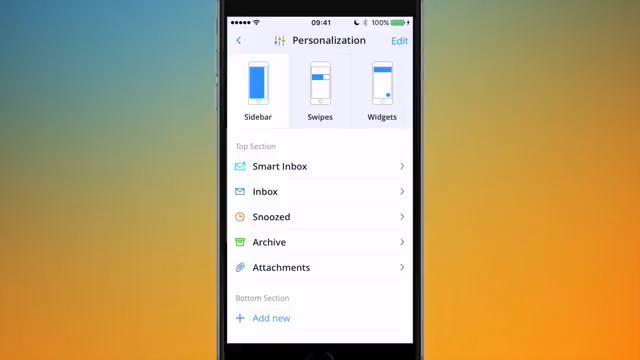 09:41 100%
Personalization Edit
Sidebar Swipes Widgets
Top Section
Smart Inbox
Inbox
Snoozed
Archive
Attachments
Bottom Section
Add new